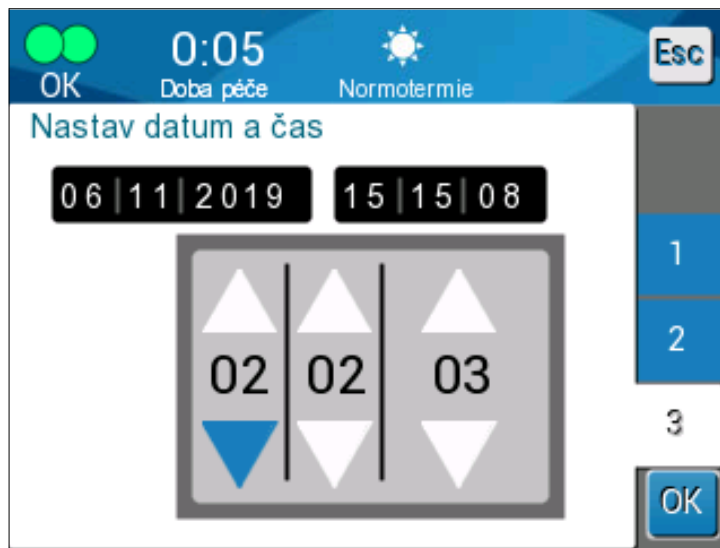 0:05
Esc
OK
Doba péče
Normotermie
Nastav datum a čas
06|11|2019 15|15|08
1
02 02 03
2
3
OK